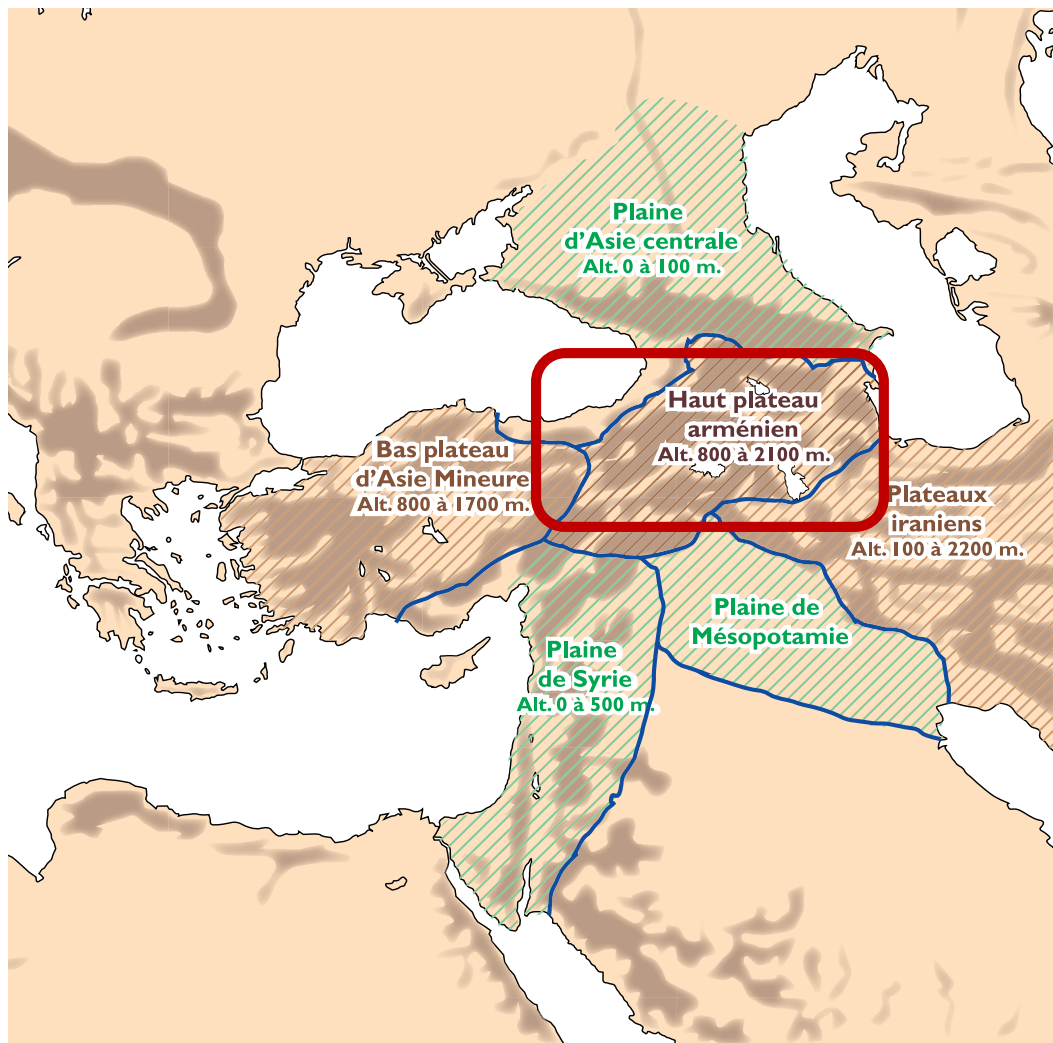 Plaine
d'Asie centrale
Alt. 0 à 100 m.
Haut plateau
arménien
Alt. 800 à 2100 m.
Bas plateau
d'Asie Mineure
Alt. 800 à 1700 m.
Plateaux
iraniens
Alt. 100 à 2200 m.
Plaine de
Mésopotamie
Plaine
de Syrie
Alt. 0 à 500 m.